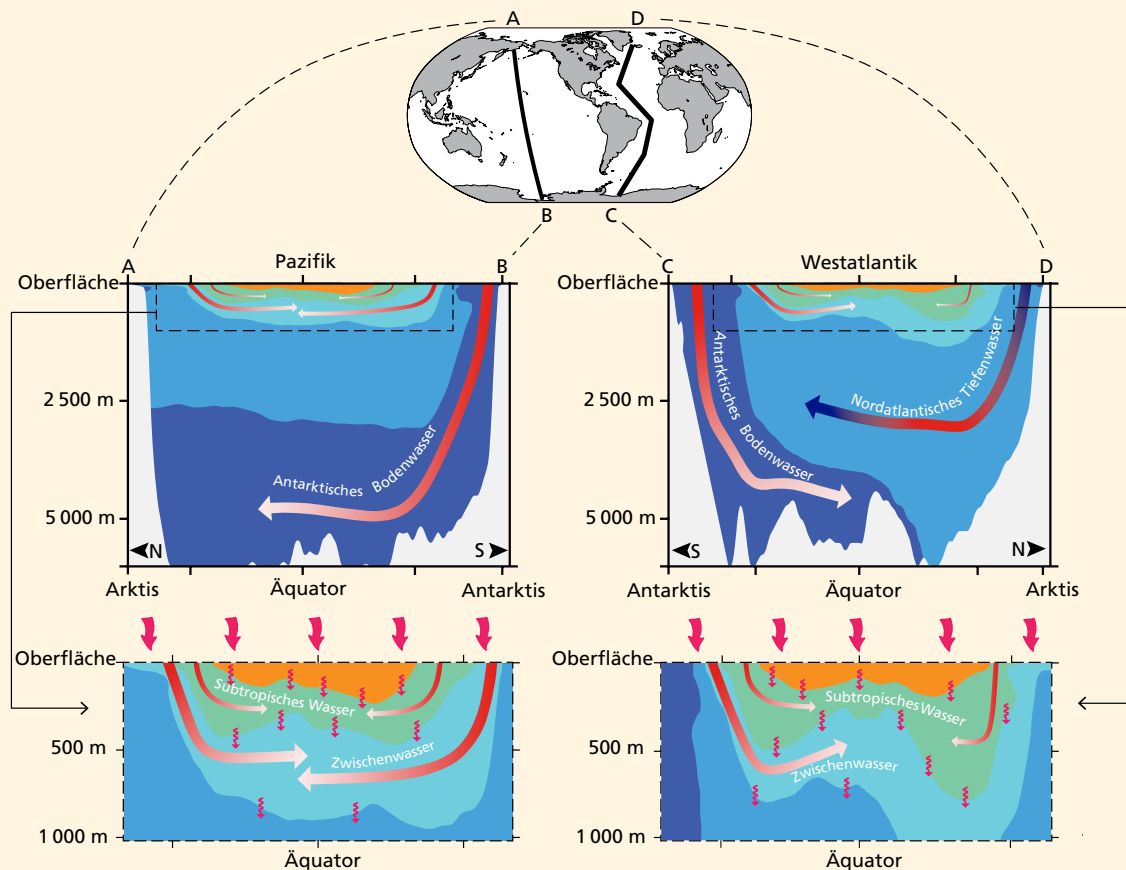 A
D
B
C
A
Pazifik
B
Oberfläche
2 500 m
5 000 m
Antarktisches Bodenwasser
N
S
Arktis
Äquator
Antarktis
C
Westatlantik
D
Oberfläche
2 500 m
5 000 m
Antarktisches Bodenwasser
Nordatlantisches Tiefenwasser
S
N
Antarktis
Äquator
Arktis
Oberfläche
500 m
1 000 m
Subtropisches Wasser
Zwischenwasser
Äquator
Oberfläche
500 m
1 000 m
Subtropisches Wasser
Zwischenwasser
Äquator